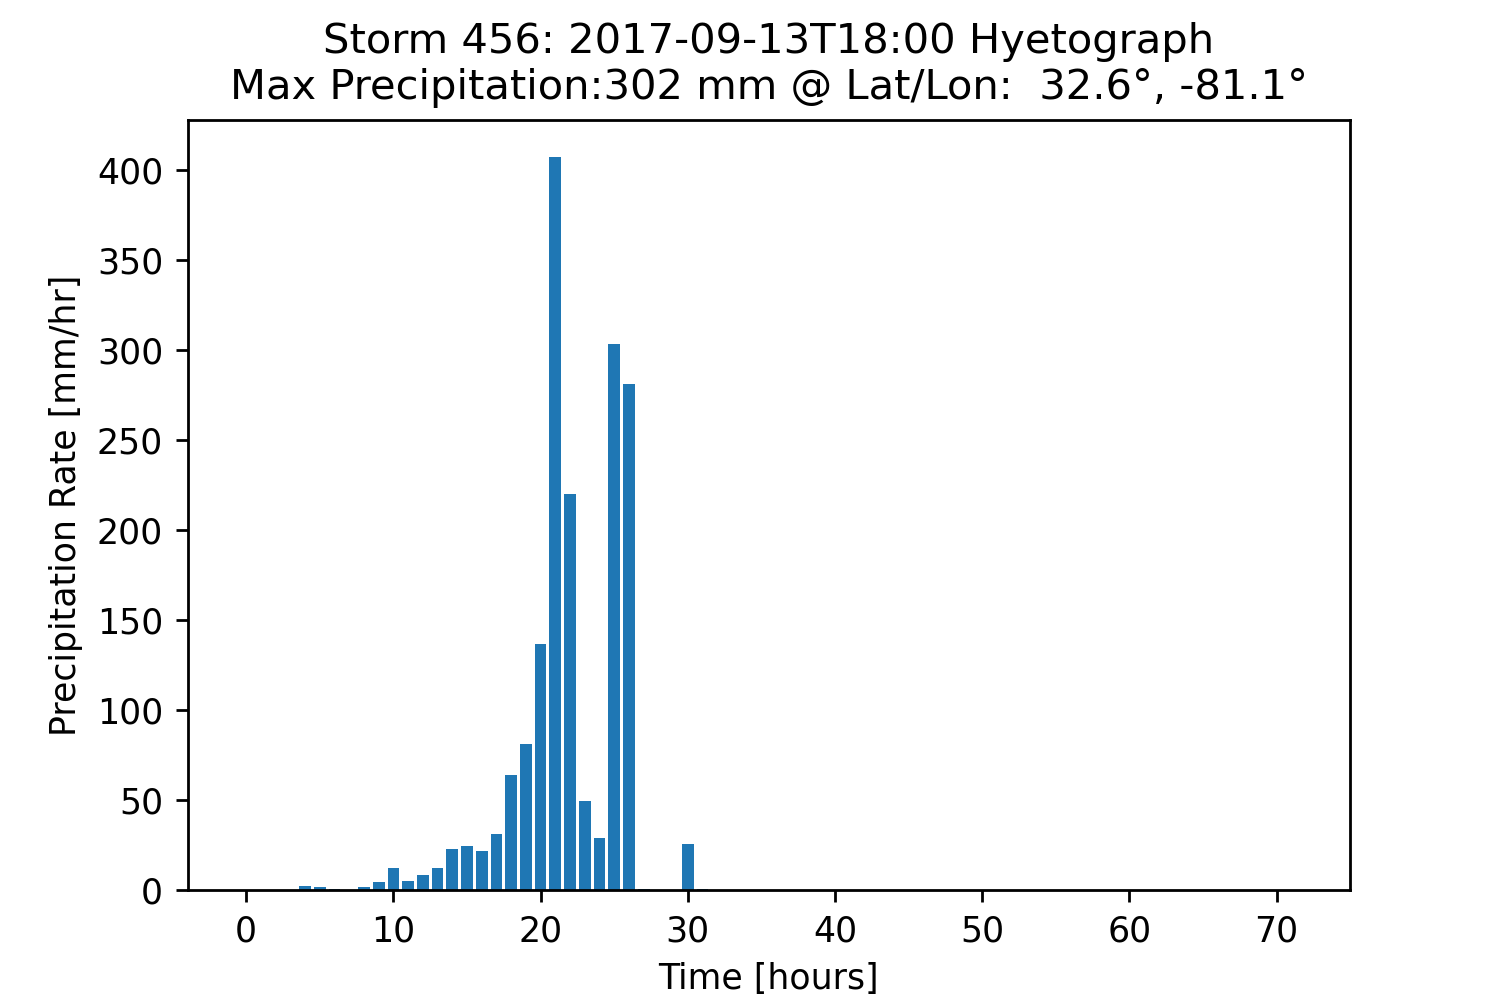 Storm 456: 2017-09-13T18:00 Hyetograph
Max Precipitation:302 mm @ Lat/Lon:  32.6°, -81.1°
400
350
300
250
200
150
100
50
0
Precipitation Rate [mm/hr]
0 10 20 30 40 50 60 70
Time [hours]